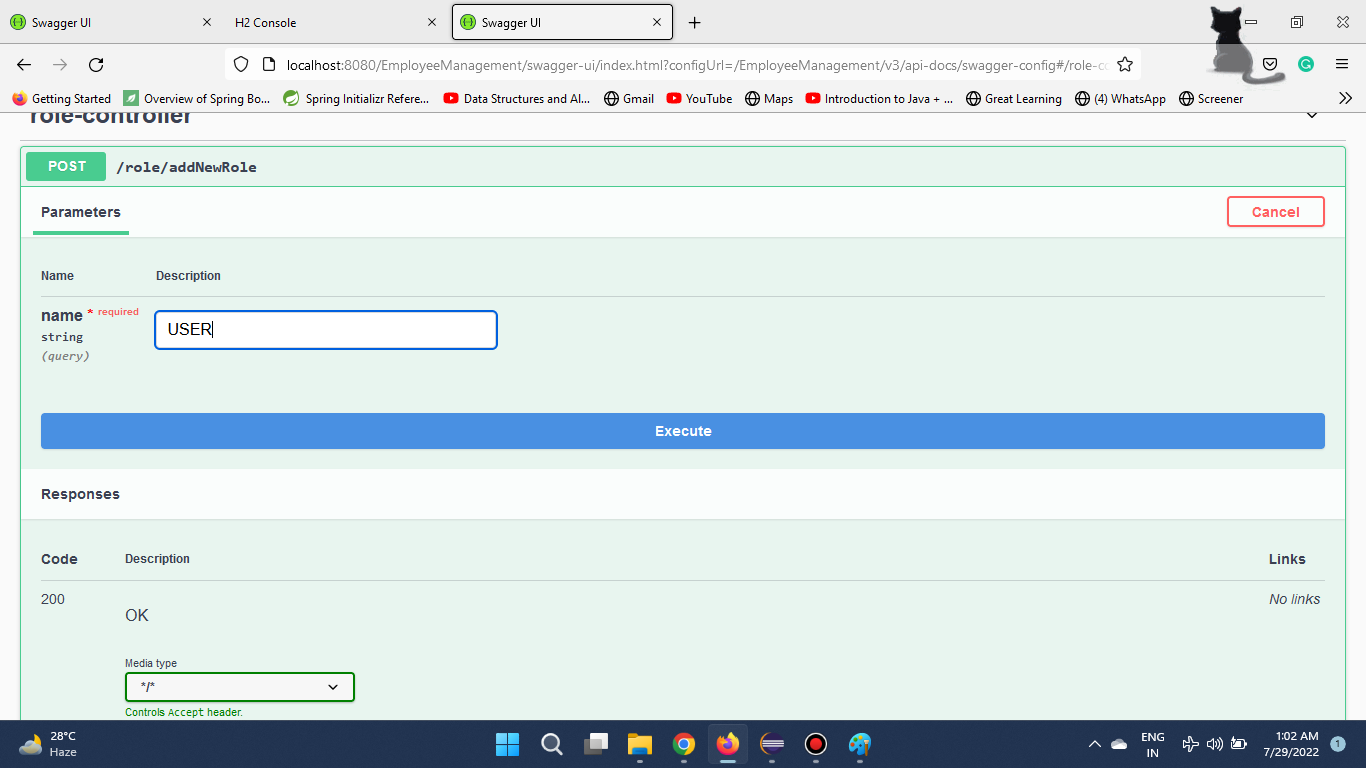 Swagger UI
H2 Console
Swagger UI
localhost:8080/EmployeeManagement/swagger-ui/index.html?configUrl=/EmployeeManagement/v3/api-docs/swagger-config#/role-co
Getting Started
Overview of Spring Bo...
Spring Initializr Refere...
Data Structures and Al...
Gmail
YouTube
Maps
Introduction to Java + ...
Great Learning
(4) WhatsApp
Screener
role-controller
POST /role/addNewRole
Parameters
Cancel
Name Description
name * required
string
(query)
USER
Execute
Responses
Code Description Links
200
OK
No links
Media type
*/*
Controls Accept header.
28°C
Haze
ENG
IN
1:02 AM
7/29/2022
1